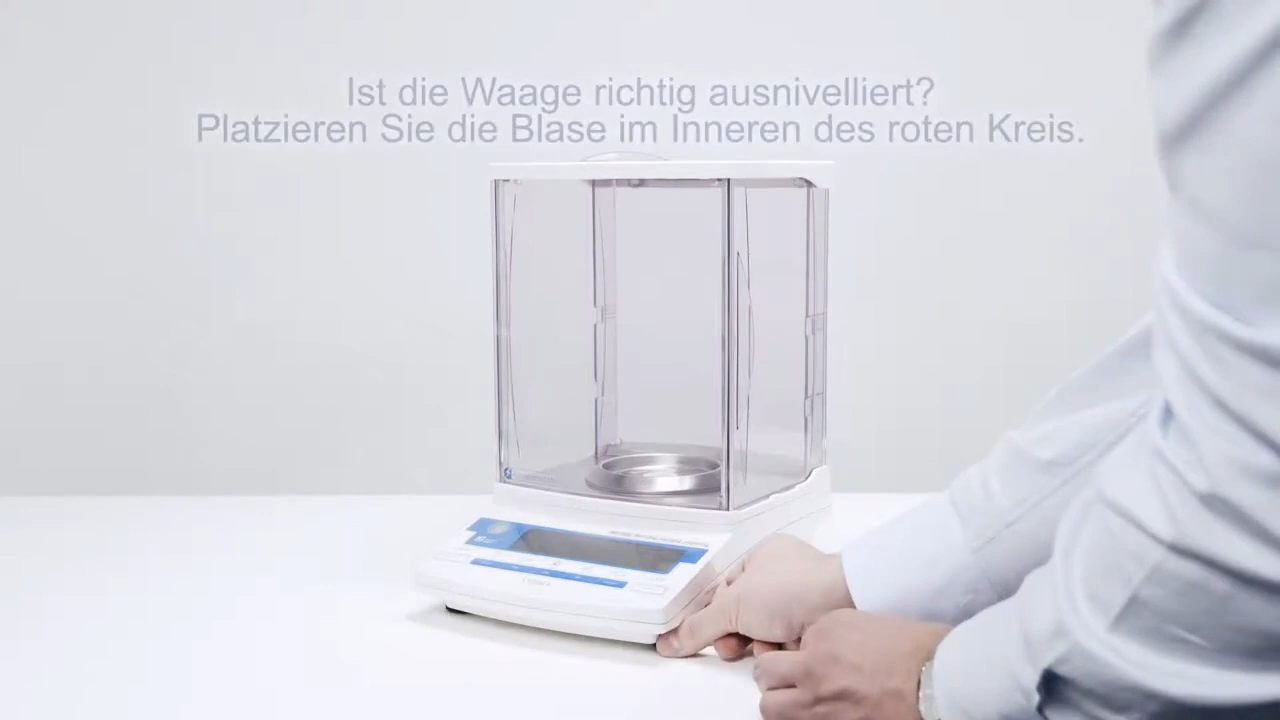 Ist die Waage richtig ausnivelliert?
Platzieren Sie die Blase im Inneren des roten Kreis.